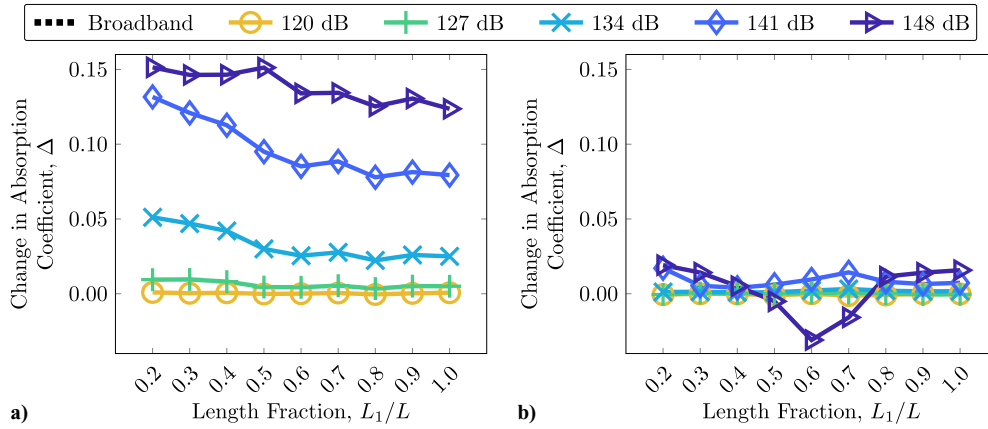 Broadband 120 dB 127 dB 134 dB 141 dB 148 dB
Change in Absorption
Coefficient, Δ
0.15
0.10
0.05
0.00
0.2 0.3 0.4 0.5 0.6 0.7 0.8 0.9 1.0
Length Fraction, L₁/L
a)
Change in Absorption
Coefficient, Δ
0.15
0.10
0.05
0.00
0.2 0.3 0.4 0.5 0.6 0.7 0.8 0.9 1.0
Length Fraction, L₁/L
b)